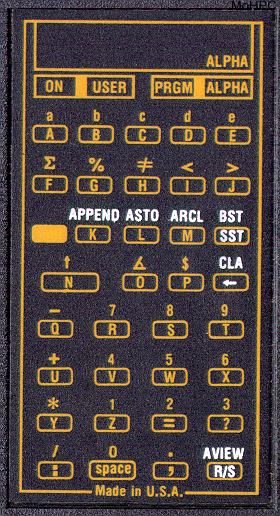 MoHPC
ALPHA
ON USER PRGM ALPHA
a b c d e
A B C D E
Σ % ≠ < >
F G H I J
APPEND ASTO ARCL BST
K L M SST
↑ ∡ $ CLA
N O P ←
− 7 8 9
Q R S T
+ 4 5 6
U V W X
* 1 2 3
Y Z = ?
/ 0 . AVIEW
: space , R/S
Made in U.S.A.